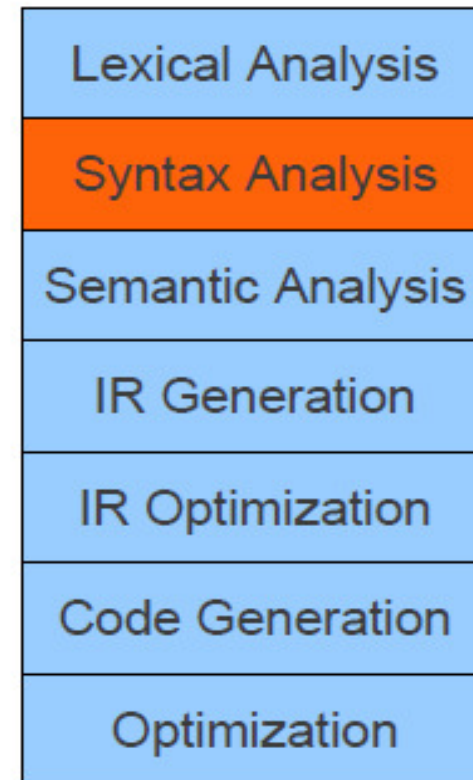 Lexical Analysis
Syntax Analysis
Semantic Analysis
IR Generation
IR Optimization
Code Generation
Optimization